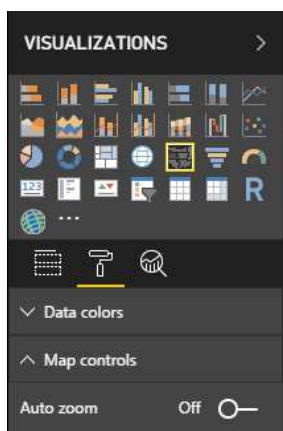 VISUALIZATIONS
123
R
Data colors
Map controls
Auto zoom Off